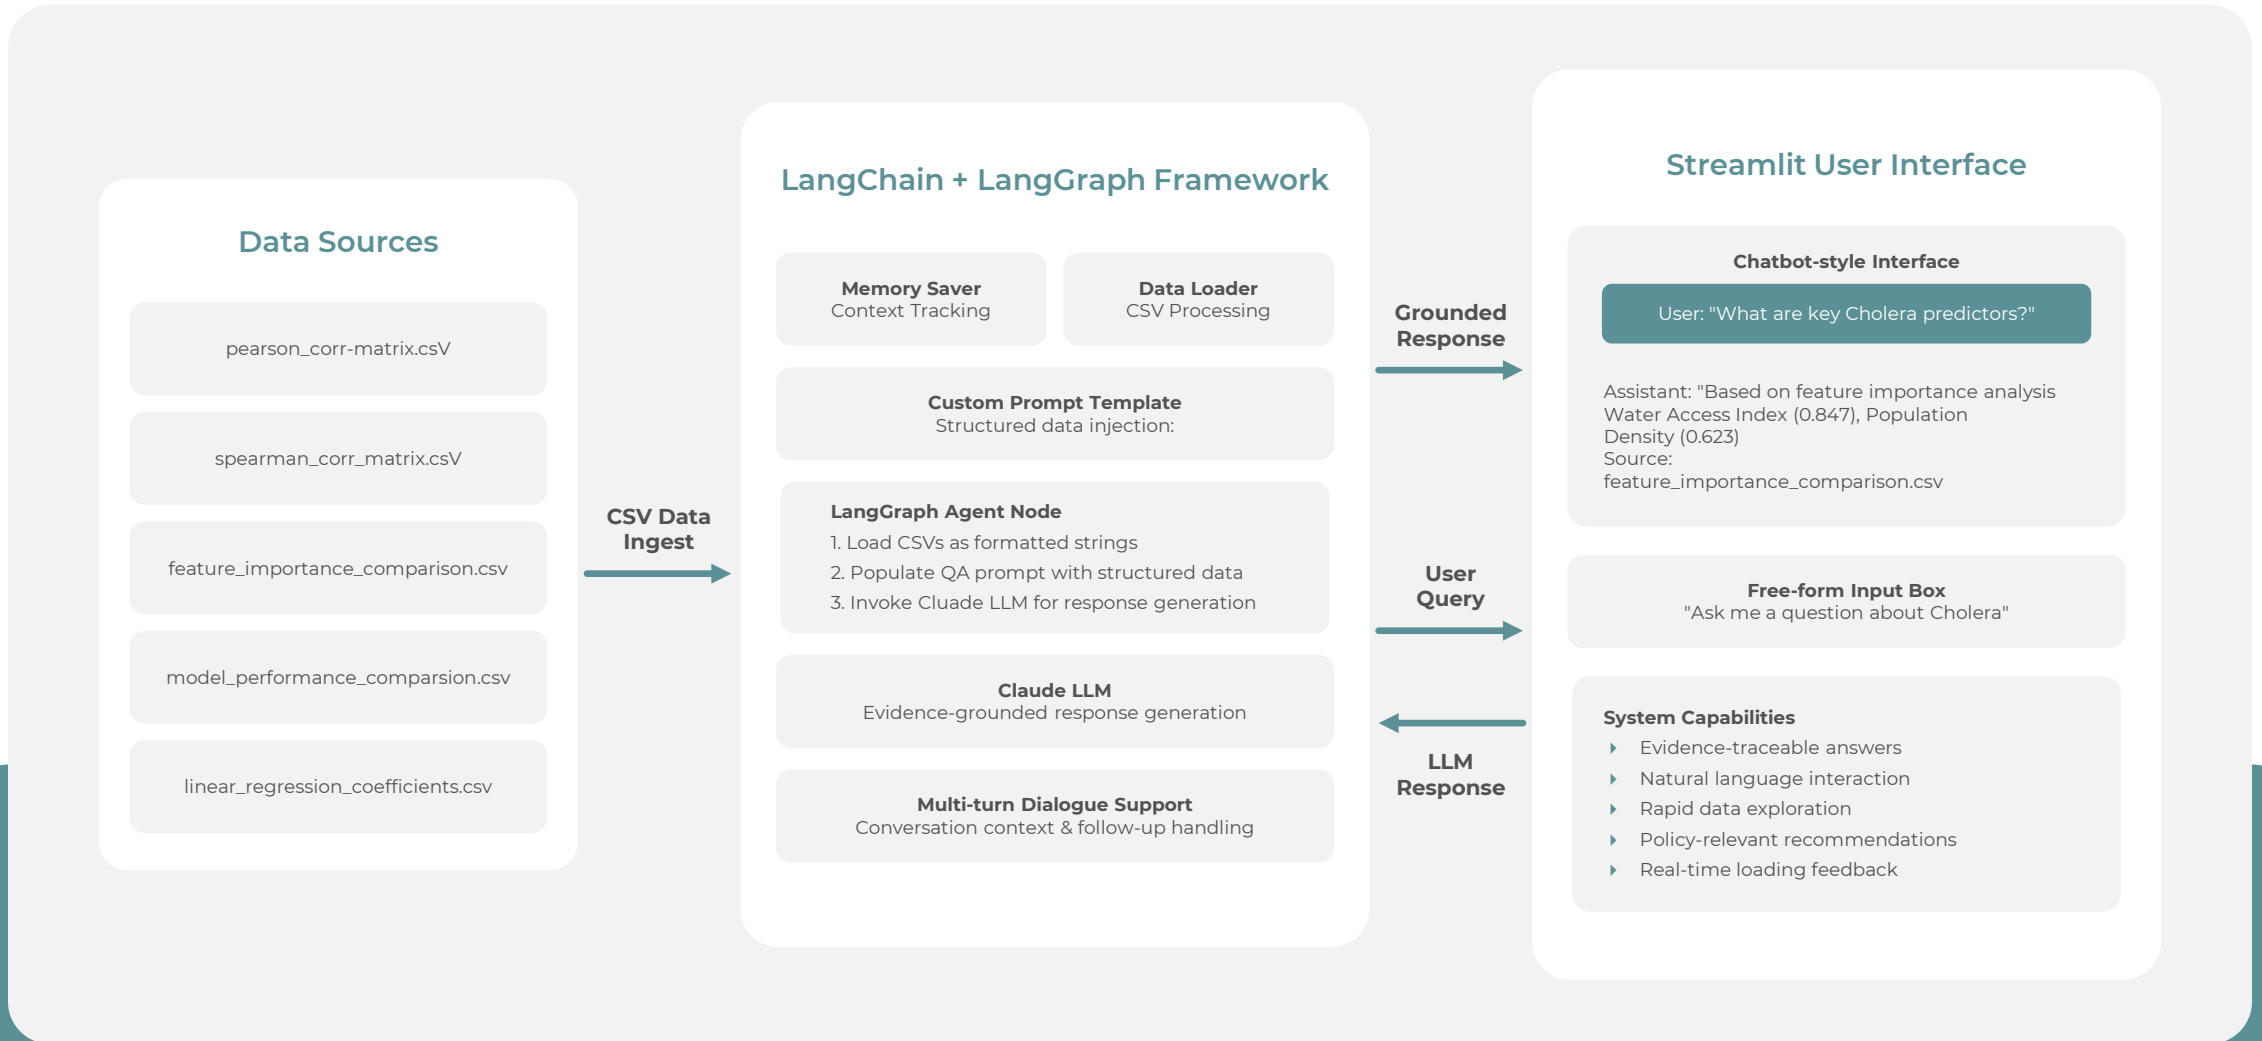 Data Sources
pearson_corr-matrix.csV
spearman_corr_matrix.csV
feature_importance_comparison.csv
model_performance_comparsion.csv
linear_regression_coefficients.csv
CSV Data
Ingest
LangChain + LangGraph Framework
Memory Saver
Context Tracking
Data Loader
CSV Processing
Custom Prompt Template
Structured data injection:
LangGraph Agent Node
1. Load CSVs as formatted strings
2. Populate QA prompt with structured data
3. Invoke Cluade LLM for response generation
Claude LLM
Evidence-grounded response generation
Multi-turn Dialogue Support
Conversation context & follow-up handling
Grounded
Response
User
Query
LLM
Response
Streamlit User Interface
Chatbot-style Interface
User: "What are key Cholera predictors?"
Assistant: "Based on feature importance analysis
Water Access Index (0.847), Population
Density (0.623)
Source:
feature_importance_comparison.csv
Free-form Input Box
"Ask me a question about Cholera"
System Capabilities
Evidence-traceable answers
Natural language interaction
Rapid data exploration
Policy-relevant recommendations
Real-time loading feedback